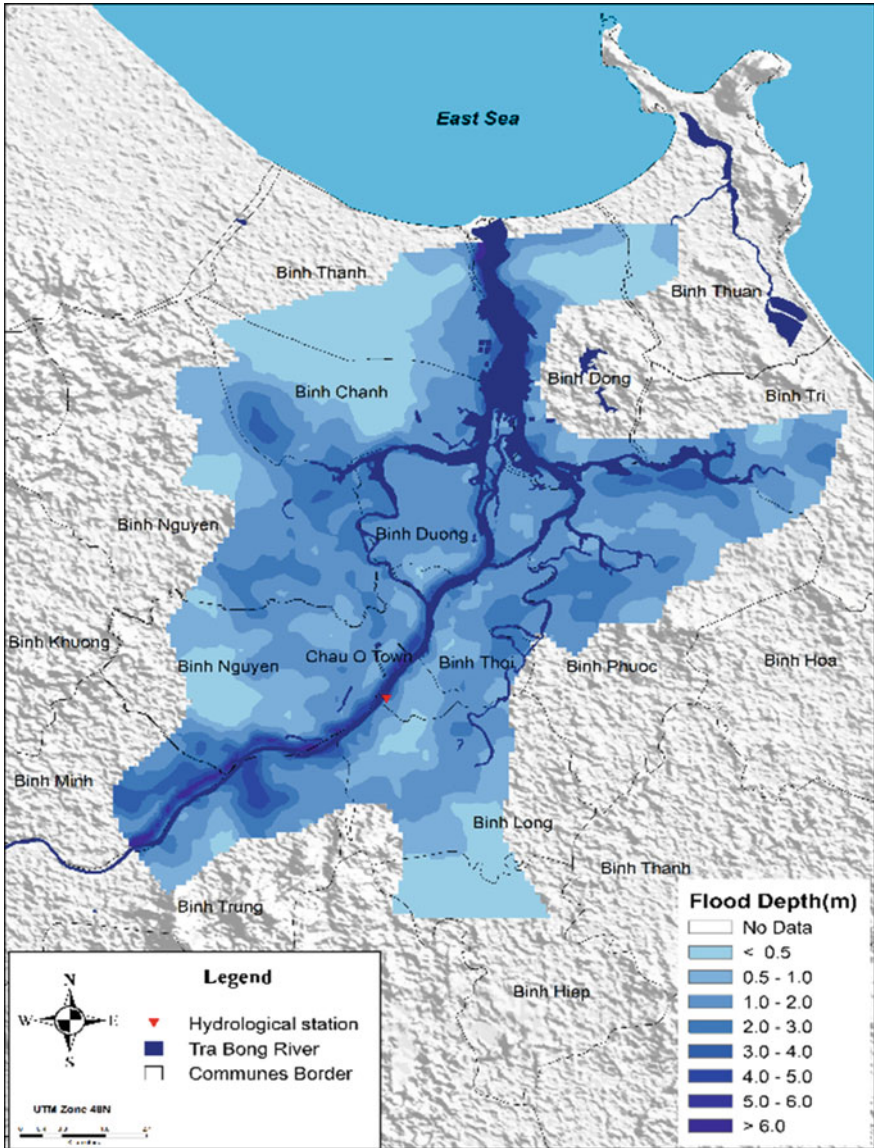 East Sea
Binh Thanh
Binh Thuan
Binh Dong
Binh Chanh
Binh Tri
Binh Nguyen
Binh Duong
Binh Khuong
Binh Nguyen
Chau O Town
Binh Thoi
Binh Phuoc
Binh Hoa
Binh Minh
Binh Long
Binh Thanh
Binh Trung
Binh Hiep
Flood Depth(m)
No Data
< 0.5
0.5 - 1.0
1.0 - 2.0
2.0 - 3.0
3.0 - 4.0
4.0 - 5.0
5.0 - 6.0
> 6.0
Legend
N
W
E
S
Hydrological station
Tra Bong River
Communes Border
UTM Zone 48N
0